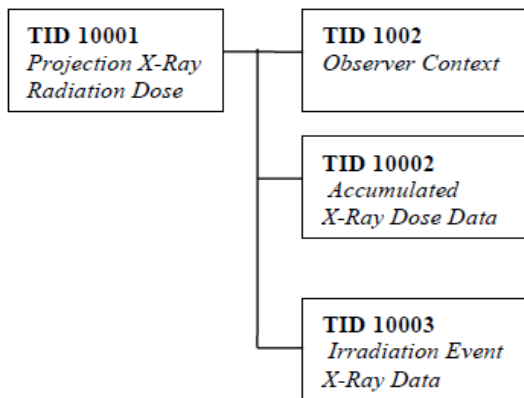 TID 10001
Projection X-Ray
Radiation Dose
TID 1002
Observer Context
TID 10002
Accumulated
X-Ray Dose Data
TID 10003
Irradiation Event
X-Ray Data